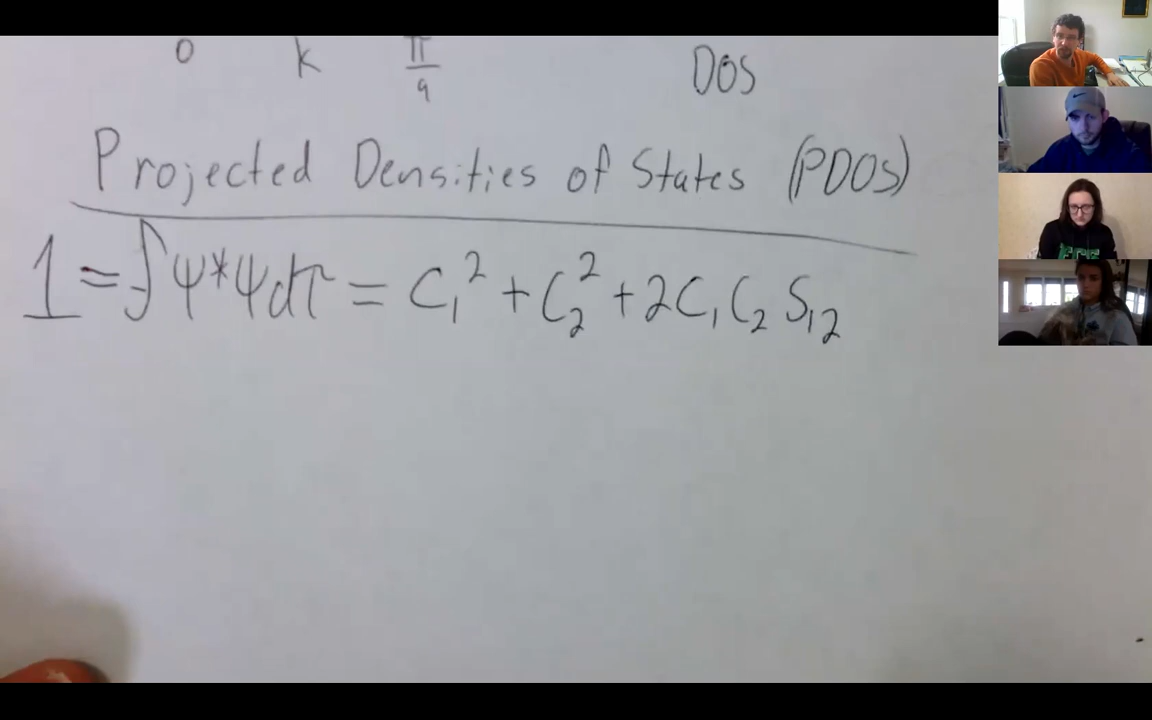 0 k π/a DOS
Projected Densities of States (PDOS)
1 = ∫ψ*ψdτ = C₁² + C₂² + 2C₁C₂S₁₂